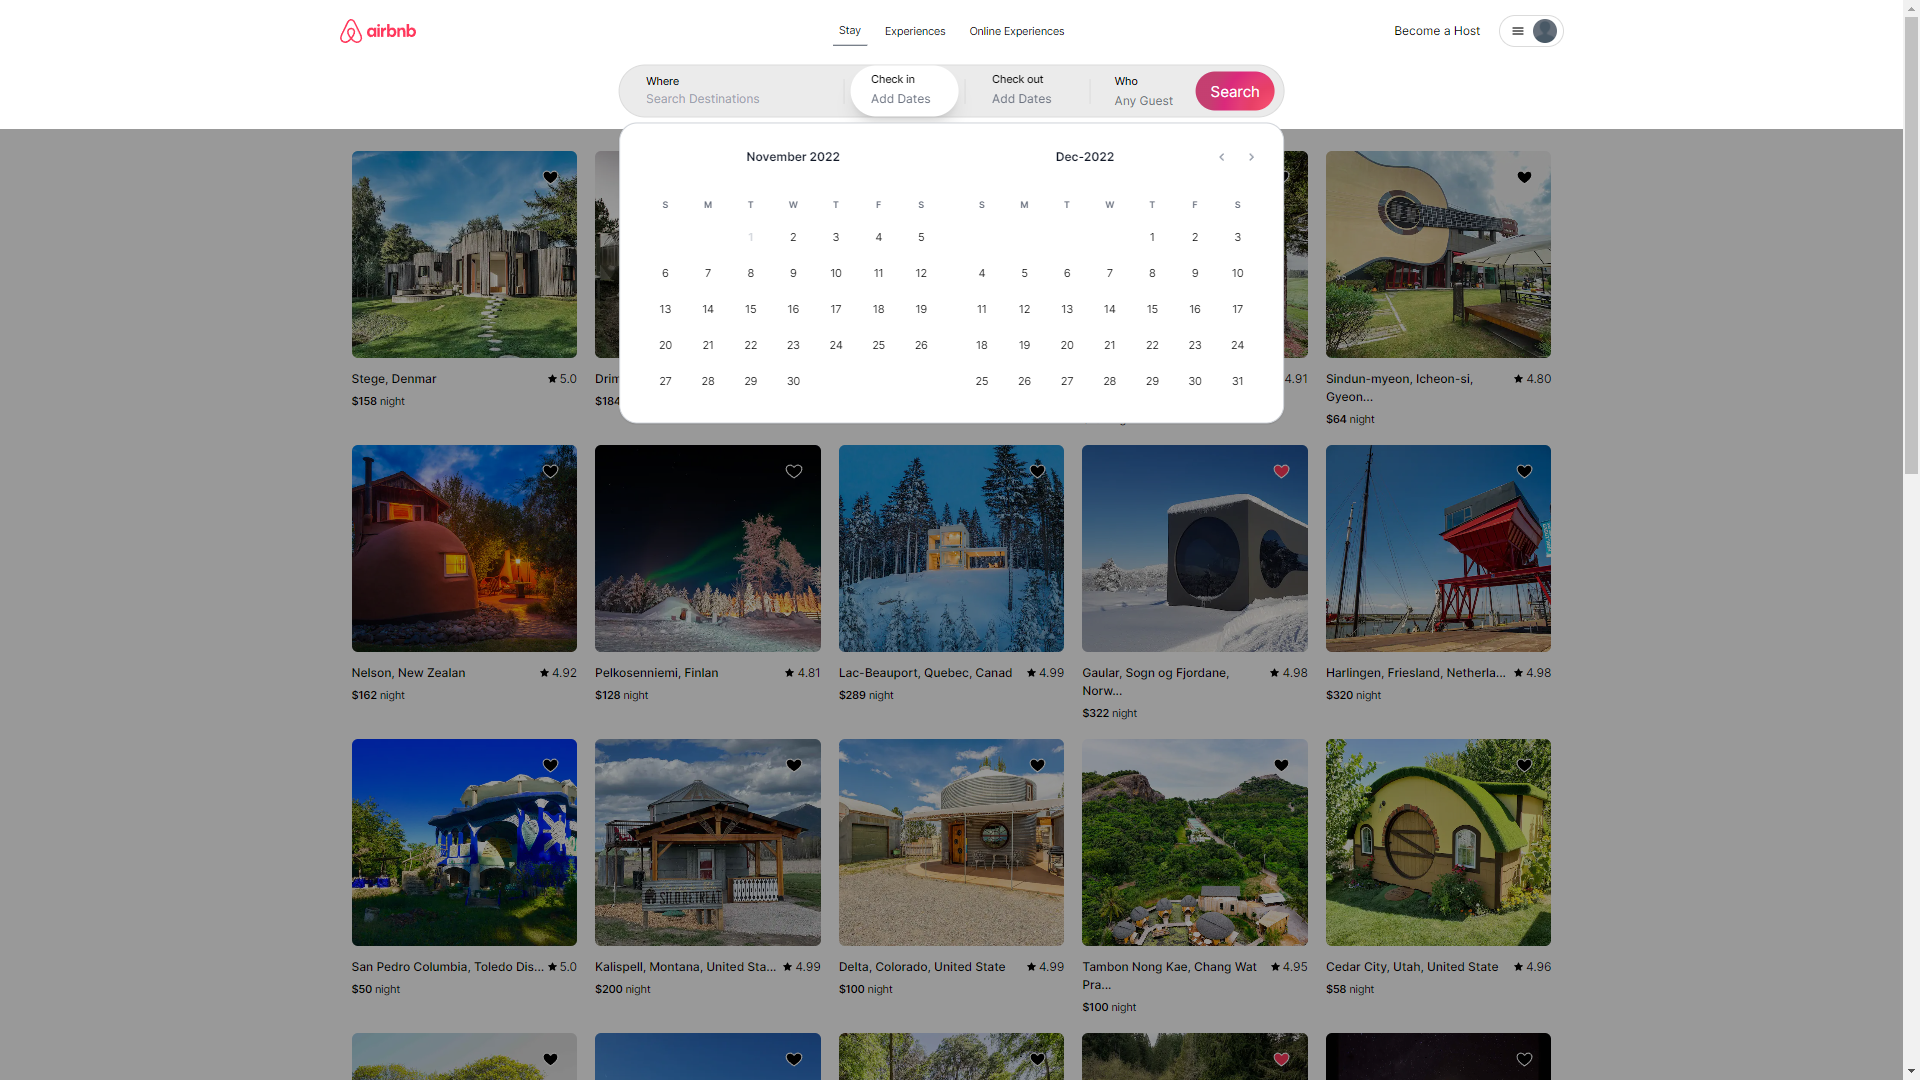 airbnb
Stay
Experiences
Online Experiences
Become a Host
Where
Search Destinations
Check in
Add Dates
Check out
Add Dates
Who
Any Guest
Search
November 2022
S M T W T F S
1 2 3 4 5
6 7 8 9 10 11 12
13 14 15 16 17 18 19
20 21 22 23 24 25 26
27 28 29 30
Dec-2022
S M T W T F S
1 2 3
4 5 6 7 8 9 10
11 12 13 14 15 16 17
18 19 20 21 22 23 24
25 26 27 28 29 30 31
Stege, Denmar
5.0
$158 night
4.91
Sindun-myeon, Icheon-si,
Gyeon...
4.80
$64 night
Nelson, New Zealan
4.92
$162 night
Pelkosenniemi, Finlan
4.81
$128 night
Lac-Beauport, Quebec, Canad
4.99
$289 night
Gaular, Sogn og Fjordane,
Norw...
4.98
$322 night
Harlingen, Friesland, Netherla...
4.98
$320 night
SILO RETREAT
San Pedro Columbia, Toledo Dis...
5.0
$50 night
Kalispell, Montana, United Sta...
4.99
$200 night
Delta, Colorado, United State
4.99
$100 night
Tambon Nong Kae, Chang Wat
Pra...
4.95
$100 night
Cedar City, Utah, United State
4.96
$58 night